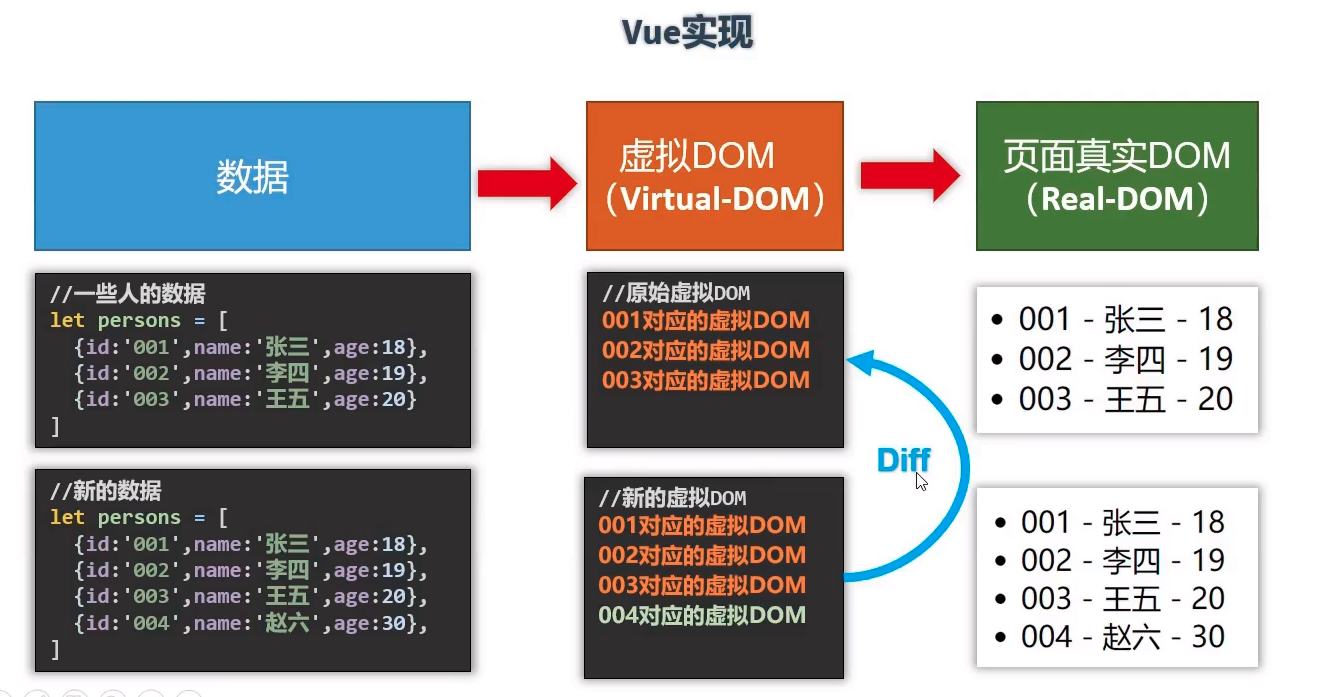 Vue实现
数据
虚拟DOM
（Virtual-DOM）
页面真实DOM
（Real-DOM）
//一些人的数据
let persons = [
{id:'001',name:'张三',age:18},
{id:'002',name:'李四',age:19},
{id:'003',name:'王五',age:20}
]
//原始虚拟DOM
001对应的虚拟DOM
002对应的虚拟DOM
003对应的虚拟DOM
• 001 - 张三 - 18
• 002 - 李四 - 19
• 003 - 王五 - 20
Diff
//新的数据
let persons = [
{id:'001',name:'张三',age:18},
{id:'002',name:'李四',age:19},
{id:'003',name:'王五',age:20},
{id:'004',name:'赵六',age:30},
]
//新的虚拟DOM
001对应的虚拟DOM
002对应的虚拟DOM
003对应的虚拟DOM
004对应的虚拟DOM
• 001 - 张三 - 18
• 002 - 李四 - 19
• 003 - 王五 - 20
• 004 - 赵六 - 30